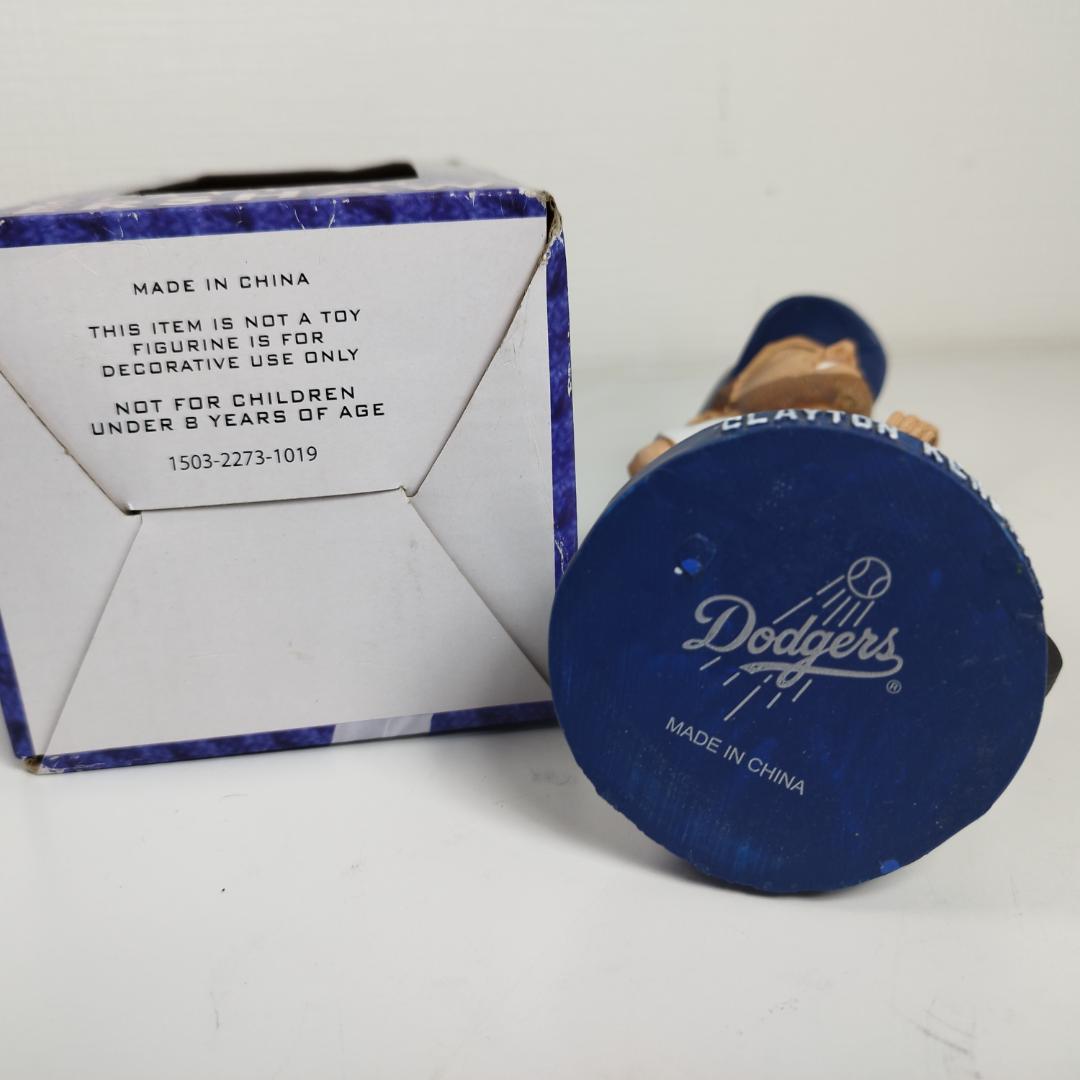 MADE IN CHINA
THIS ITEM IS NOT A TOY
FIGURINE IS FOR
DECORATIVE USE ONLY
NOT FOR CHILDREN
UNDER 8 YEARS OF AGE
1503-2273-1019
CLAYTON
Dodgers®
MADE IN CHINA